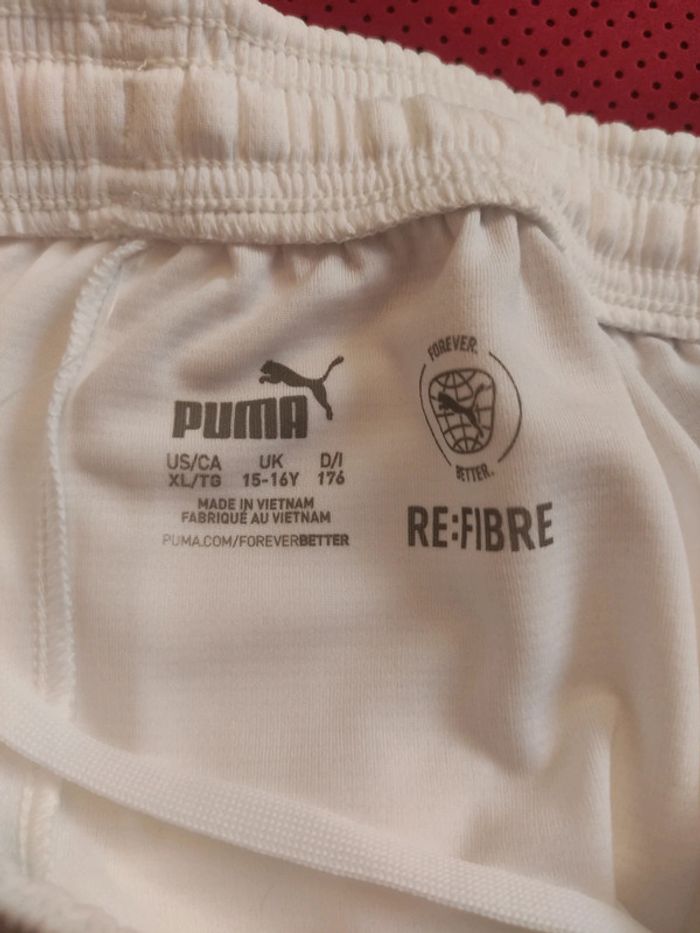 PUMA
US/CA UK D/I
XL/TG 15-16Y 176
MADE IN VIETNAM
FABRIQUÉ AU VIETNAM
PUMA.COM/FOREVERBETTER
FOREVER.
BETTER.
RE:FIBRE